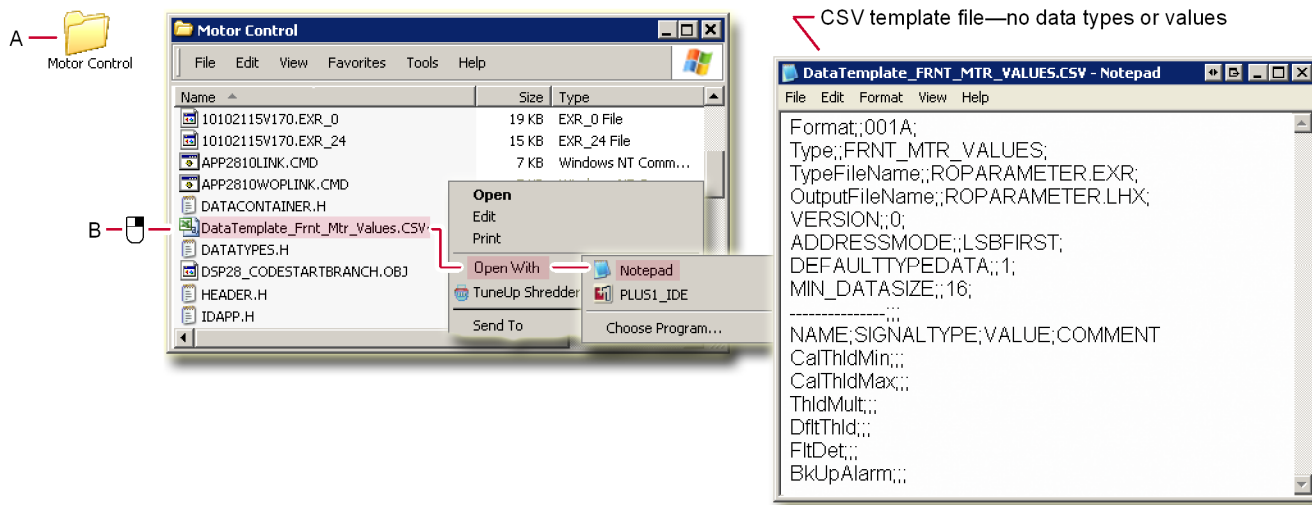 A
Motor Control
Motor Control
File Edit View Favorites Tools Help
Name Size Type
10102115V170.EXR_0 19 KB EXR_0 File
10102115V170.EXR_24 15 KB EXR_24 File
APP2810LINK.CMD 7 KB Windows NT Comm...
APP2810WOPLINK.CMD
DATACONTAINER.H
B
DataTemplate_Frnt_Mtr_Values.CSV
DATATYPES.H
DSP28_CODESTARTBRANCH.OBJ
HEADER.H
IDAPP.H
Open
Edit
Print
Open With
TuneUp Shredder
Send To
Notepad
PLUS1_IDE
Choose Program...
CSV template file—no data types or values
DataTemplate_FRNT_MTR_VALUES.CSV - Notepad
File Edit Format View Help
Format;;001A;
Type;;FRNT_MTR_VALUES;
TypeFileName;;ROPARAMETER.EXR;
OutputFileName;;ROPARAMETER.LHX;
VERSION;;0;
ADDRESSMODE;;LSBFIRST;
DEFAULTTYPEDATA;;1;
MIN_DATASIZE;;16;
--------------;;;
NAME;SIGNALTYPE;VALUE;COMMENT
CalThldMin;;;
CalThldMax;;;
ThldMult;;;
DfltThld;;;
FltDet;;;
BkUpAlarm;;;